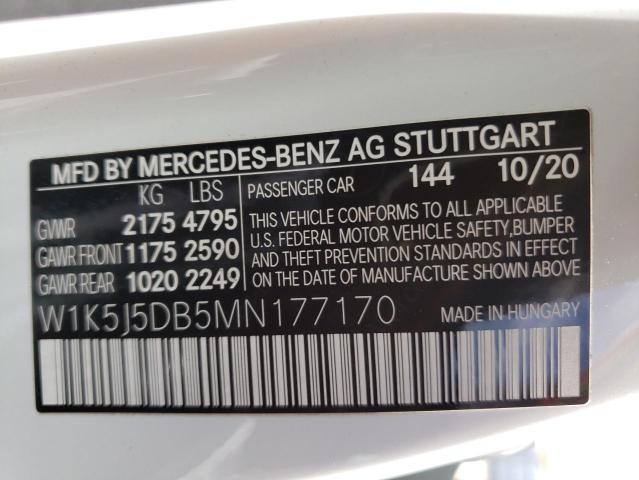 MFD BY MERCEDES-BENZ AG STUTTGART
KG LBS PASSENGER CAR 144 10/20
GVWR 2175 4795
GAWR FRONT 1175 2590
GAWR REAR 1020 2249
THIS VEHICLE CONFORMS TO ALL APPLICABLE
U.S. FEDERAL MOTOR VEHICLE SAFETY,BUMPER
AND THEFT PREVENTION STANDARDS IN EFFECT
ON THE DATE OF MANUFACTURE SHOWN ABOVE.
W1K5J5DB5MN177170 MADE IN HUNGARY